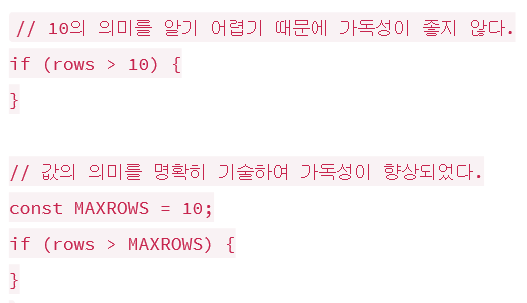 // 10의 의미를 알기 어렵기 때문에 가독성이 좋지 않다.
if (rows > 10) {
}
// 값의 의미를 명확히 기술하여 가독성이 향상되었다.
const MAXROWS = 10;
if (rows > MAXROWS) {
}